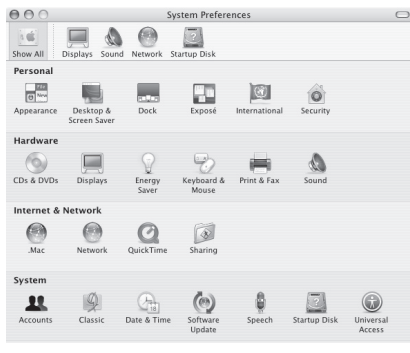 System Preferences
Show All Displays Sound Network Startup Disk
Personal
Appearance Desktop & Screen Saver Dock Exposé International Security
Hardware
CDs & DVDs Displays Energy Saver Keyboard & Mouse Print & Fax Sound
Internet & Network
.Mac Network QuickTime Sharing
System
Accounts Classic Date & Time Software Update Speech Startup Disk Universal Access